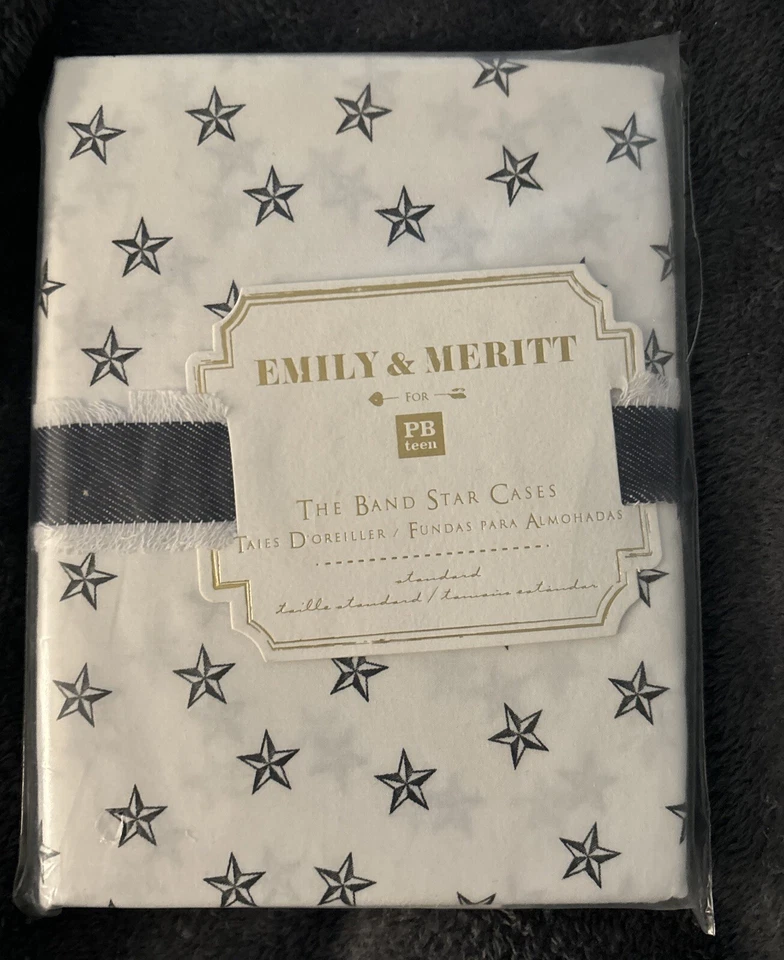 EMILY & MERITT
FOR
PB
teen
THE BAND STAR CASES
TAIES D'OREILLER / FUNDAS PARA ALMOHADAS
standard
taille standard / tamaño estándar